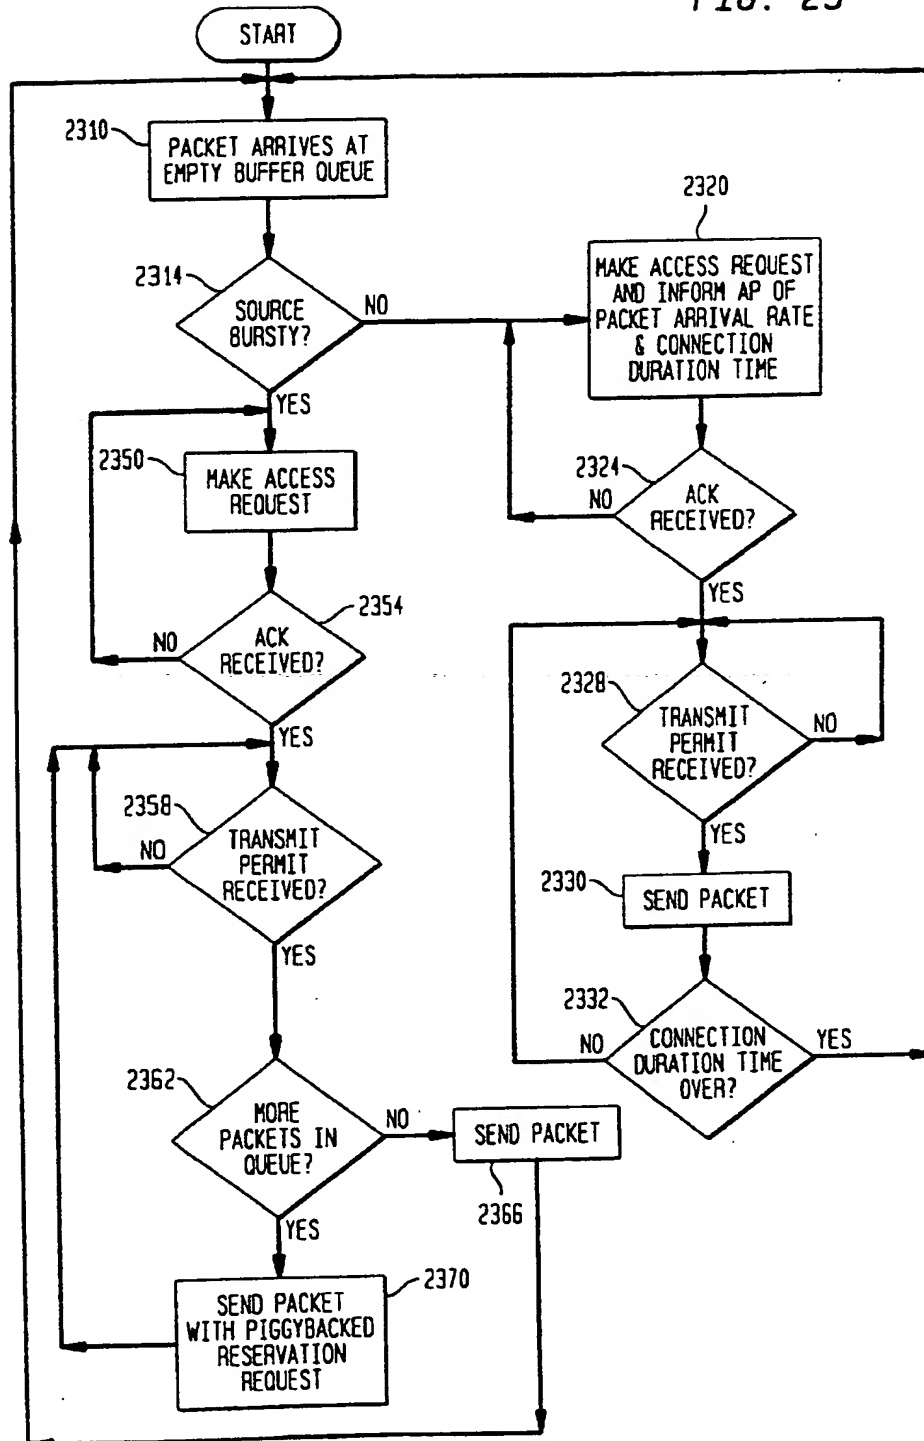 FIG. 23
START
2310
PACKET ARRIVES AT
EMPTY BUFFER QUEUE
2314
SOURCE
BURSTY?
NO
YES
2320
MAKE ACCESS REQUEST
AND INFORM AP OF
PACKET ARRIVAL RATE
& CONNECTION
DURATION TIME
2350
MAKE ACCESS
REQUEST
2324
ACK
RECEIVED?
NO
YES
2354
ACK
RECEIVED?
NO
YES
2328
TRANSMIT
PERMIT
RECEIVED?
NO
YES
2358
TRANSMIT
PERMIT
RECEIVED?
NO
YES
2330
SEND PACKET
2332
CONNECTION
DURATION TIME
OVER?
NO
YES
2362
MORE
PACKETS IN
QUEUE?
NO
YES
SEND PACKET
2366
2370
SEND PACKET
WITH PIGGYBACKED
RESERVATION
REQUEST